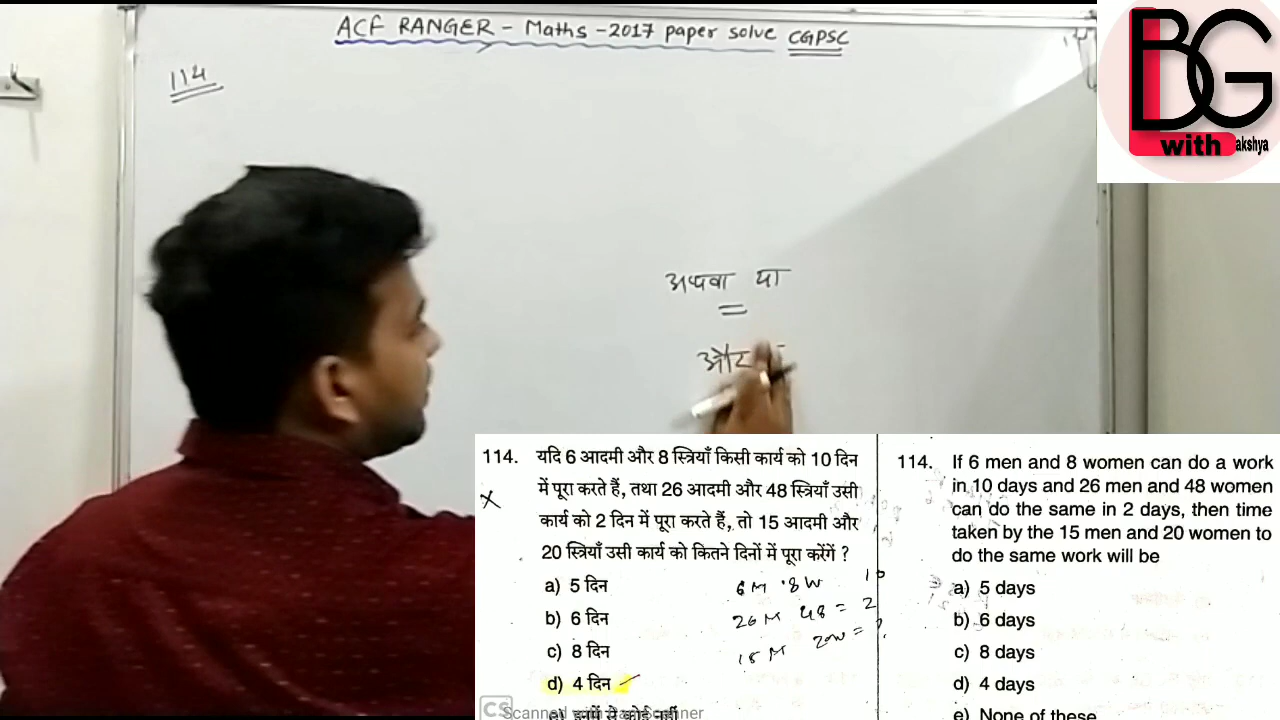 ACF RANGER - Maths - 2017 paper solve CGPSC
114
BG
with akshya
अथवा या
और
114. यदि 6 आदमी और 8 स्त्रियाँ किसी कार्य को 10 दिन
में पूरा करते हैं, तथा 26 आदमी और 48 स्त्रियाँ उसी
कार्य को 2 दिन में पूरा करते हैं, तो 15 आदमी और
20 स्त्रियाँ उसी कार्य को कितने दिनों में पूरा करेंगें ?
a) 5 दिन
b) 6 दिन
c) 8 दिन
d) 4 दिन
e) इनमें से कोई नहीं
6 M 8 W 10
26 M 48 = 2
15 M 20W = ?
CS Scanned with CamScanner
114. If 6 men and 8 women can do a work
in 10 days and 26 men and 48 women
can do the same in 2 days, then time
taken by the 15 men and 20 women to
do the same work will be
a) 5 days
b) 6 days
c) 8 days
d) 4 days
e) None of these